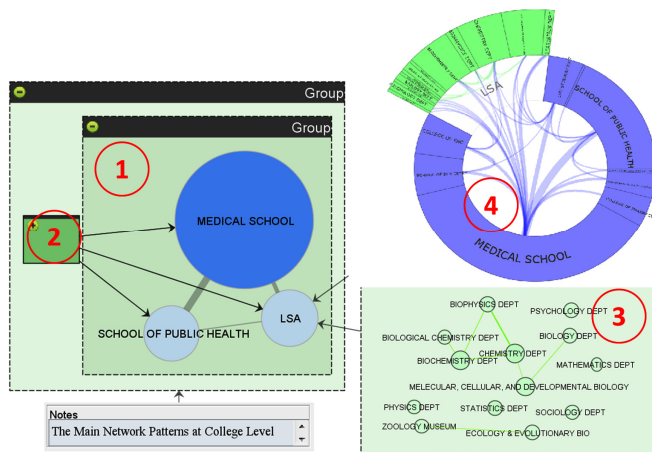 Group
Group
1
MEDICAL SCHOOL
2
LSA
SCHOOL OF PUBLIC HEALTH
Notes
The Main Network Patterns at College Level
LSA
SCHOOL OF PUBLIC HEALTH
4
MEDICAL SCHOOL
3
BIOPHYSICS DEPT
PSYCHOLOGY DEPT
BIOLOGICAL CHEMISTRY DEPT
BIOLOGY DEPT
BIOCHEMISTRY DEPT
CHEMISTRY DEPT
MATHEMATICS DEPT
MELECULAR, CELLULAR, AND DEVELOPMENTAL BIOLOGY
PHYSICS DEPT
STATISTICS DEPT
SOCIOLOGY DEPT
ZOOLOGY MUSEUM
ECOLOGY & EVOLUTIONARY BIO